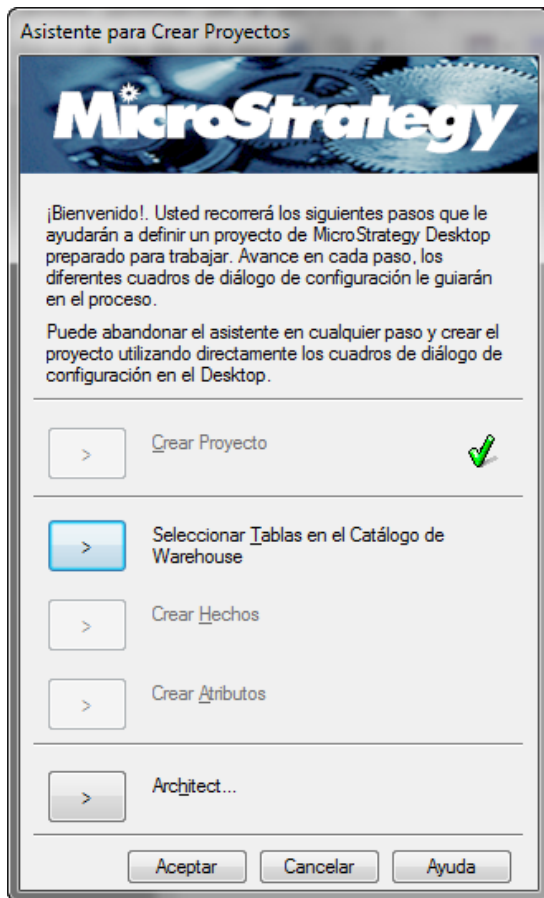 Asistente para Crear Proyectos
MicroStrategy
¡Bienvenido!. Usted recorrerá los siguientes pasos que le
ayudarán a definir un proyecto de MicroStrategy Desktop
preparado para trabajar. Avance en cada paso, los
diferentes cuadros de diálogo de configuración le guiarán
en el proceso.
Puede abandonar el asistente en cualquier paso y crear el
proyecto utilizando directamente los cuadros de diálogo de
configuración en el Desktop.
> Crear Proyecto
> Seleccionar Tablas en el Catálogo de
Warehouse
> Crear Hechos
> Crear Atributos
> Architect...
Aceptar Cancelar Ayuda